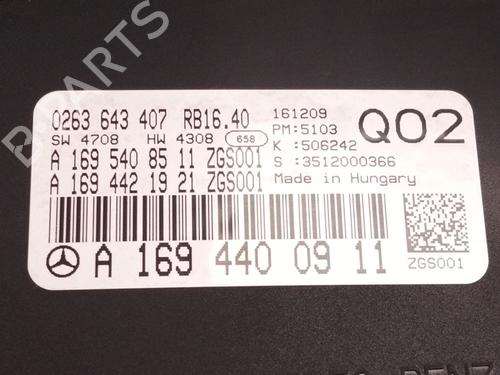 0263 643 407 RB16.40
SW 4708 HW 4308 658
A 169 540 85 11 ZGS001
A 169 442 19 21 ZGS001
161209
PM:5103
K :506242
S :3512000366
Made in Hungary
Q02
A 169 440 09 11
ZGS001